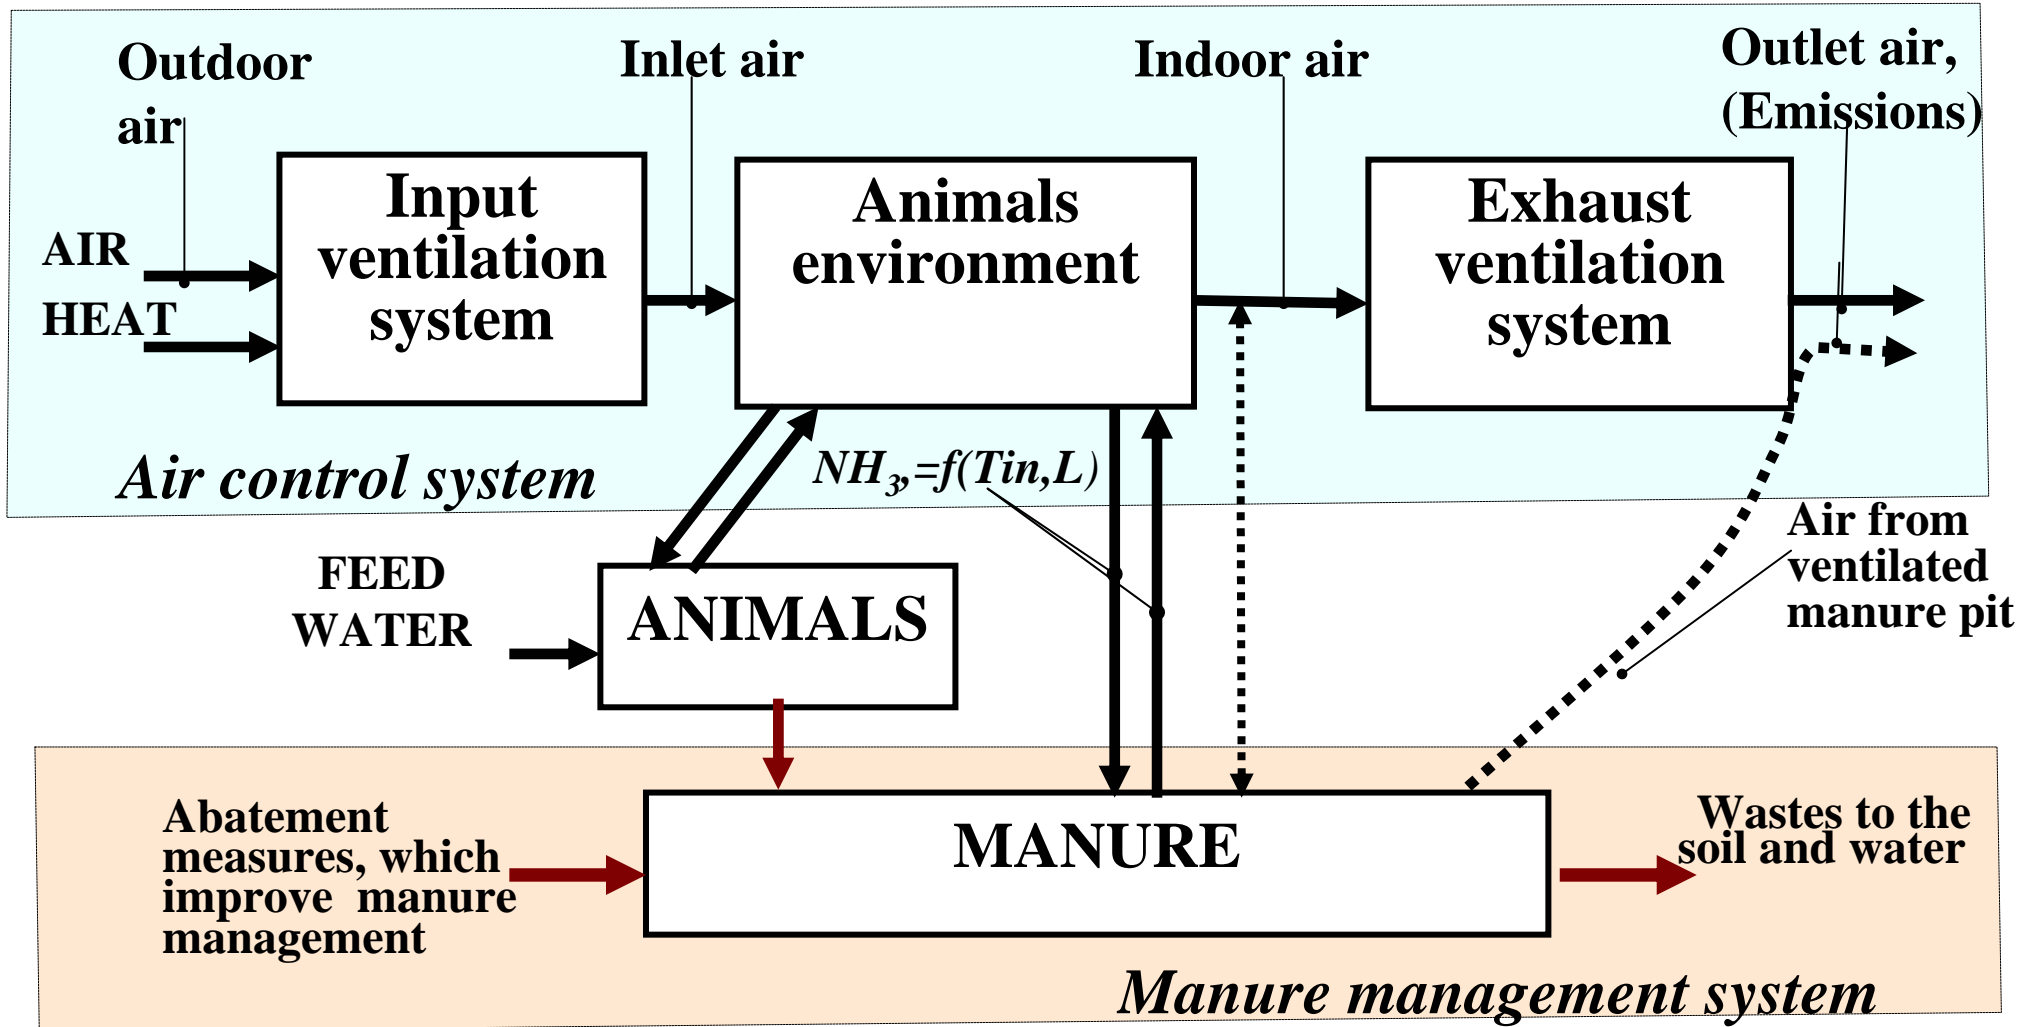 Outdoor
air
Inlet air
Indoor air
Outlet air,
(Emissions)
AIR
HEAT
Input
ventilation
system
Animals
environment
Exhaust
ventilation
system
Air control system
NH3,=f(Tin,L)
Air from
ventilated
manure pit
FEED
WATER
ANIMALS
Abatement
measures, which
improve manure
management
MANURE
Wastes to the
soil and water
Manure management system